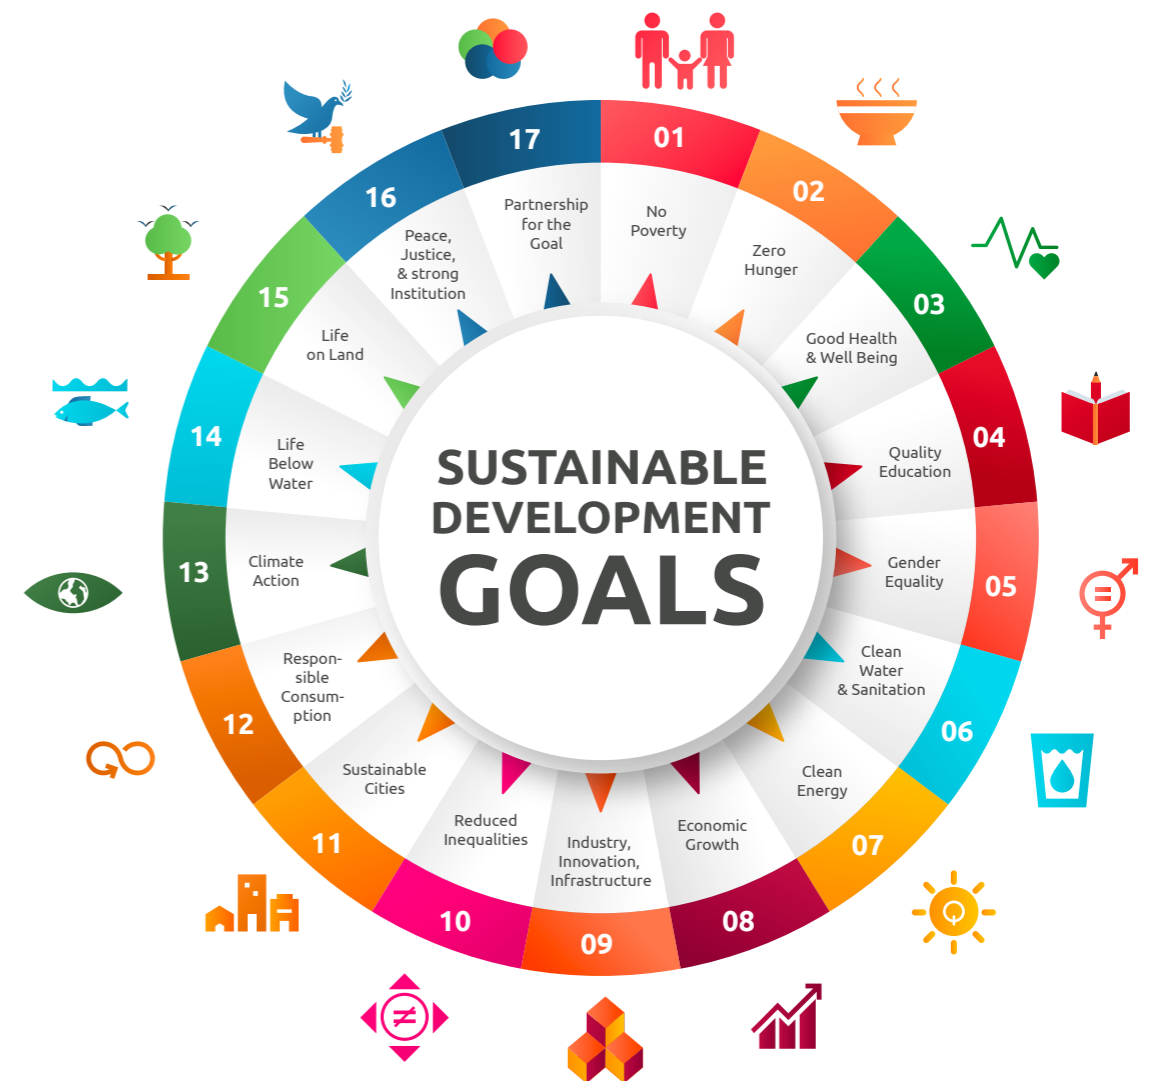 SUSTAINABLE
DEVELOPMENT
GOALS
01
No
Poverty
02
Zero
Hunger
03
Good Health
& Well Being
04
Quality
Education
05
Gender
Equality
06
Clean
Water
& Sanitation
07
Clean
Energy
08
Economic
Growth
09
Industry,
Innovation,
Infrastructure
10
Reduced
Inequalities
11
Sustainable
Cities
12
Respon-
sible
Consum-
ption
13
Climate
Action
14
Life
Below
Water
15
Life
on Land
16
Peace,
Justice,
& strong
Institution
17
Partnership
for the
Goal